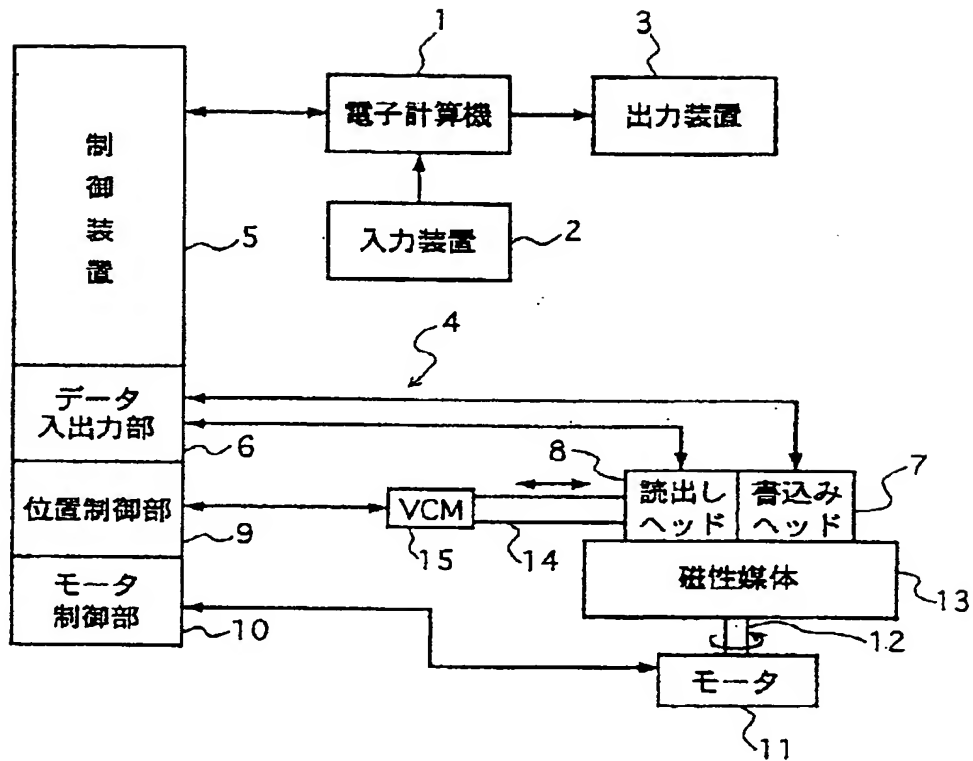 1
3
電子計算機
出力装置
制
御
装
置
5
入力装置
2
4
データ
入出力部
6
8
読出し
ヘッド
書込み
ヘッド
7
位置制御部
9
VCM
15
14
磁性媒体
13
モータ
制御部
10
12
モータ
11